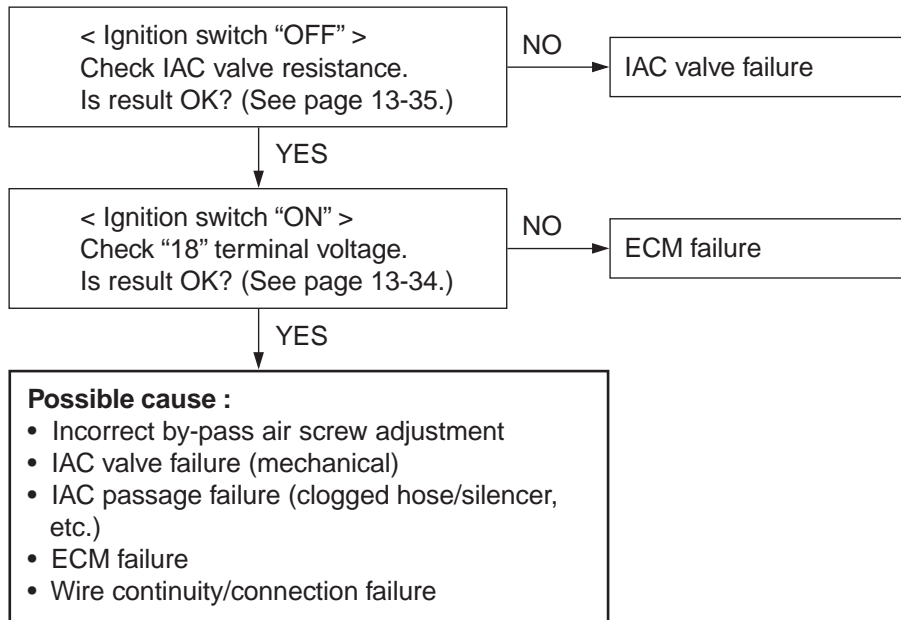 < Ignition switch “OFF” >
Check IAC valve resistance.
Is result OK? (See page 13-35.)
NO
IAC valve failure
YES
< Ignition switch “ON” >
Check “18” terminal voltage.
Is result OK? (See page 13-34.)
NO
ECM failure
YES
Possible cause :
• Incorrect by-pass air screw adjustment
• IAC valve failure (mechanical)
• IAC passage failure (clogged hose/silencer,
etc.)
• ECM failure
• Wire continuity/connection failure